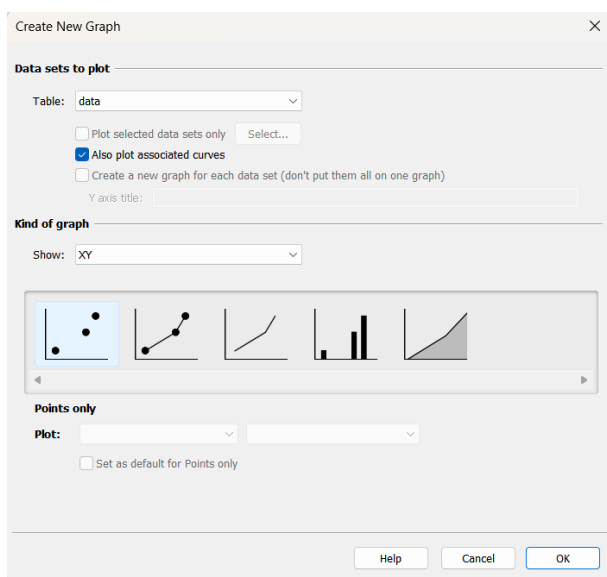 Create New Graph
Data sets to plot
Table: data
Plot selected data sets only Select...
Also plot associated curves
Create a new graph for each data set (don't put them all on one graph)
Y axis title:
Kind of graph
Show: XY
Points only
Plot:
Set as default for Points only
Help Cancel OK